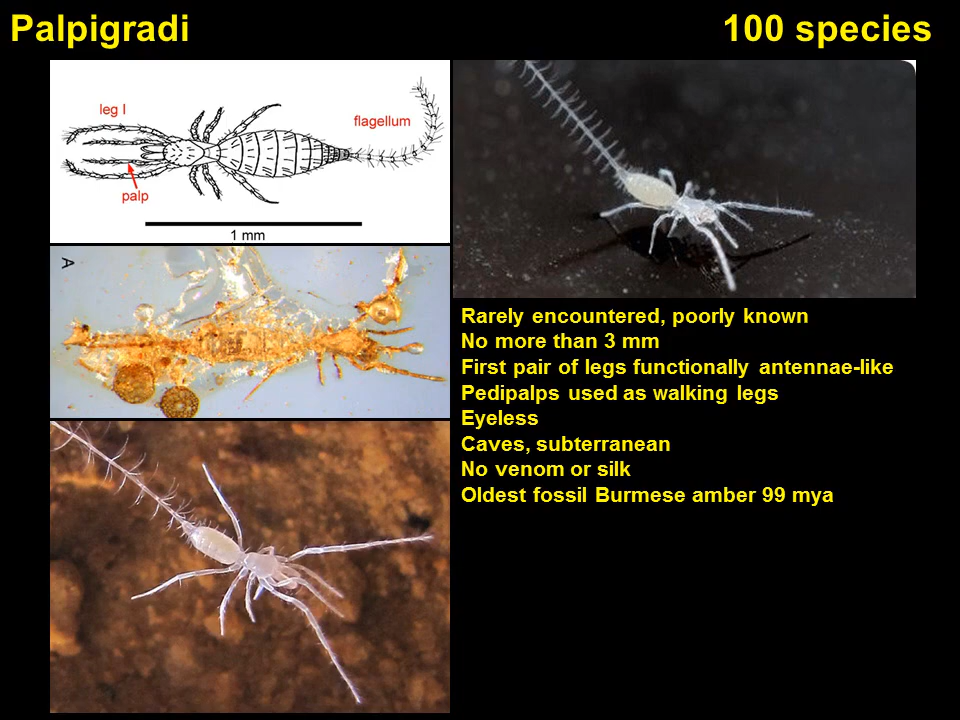 Palpigradi
100 species
leg I
flagellum
palp
1 mm
A
Rarely encountered, poorly known
No more than 3 mm
First pair of legs functionally antennae-like
Pedipalps used as walking legs
Eyeless
Caves, subterranean
No venom or silk
Oldest fossil Burmese amber 99 mya